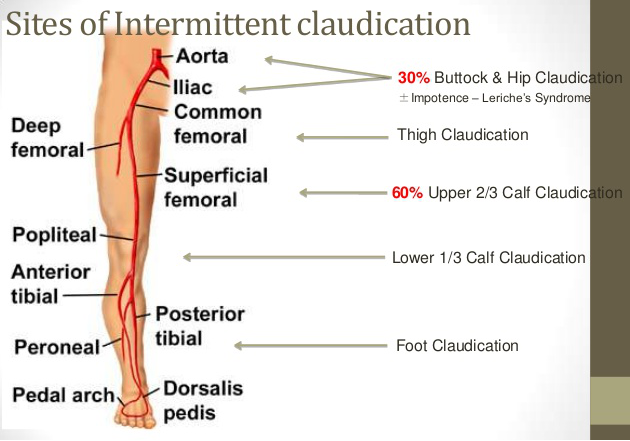 Sites of Intermittent claudication
Aorta
Iliac
Common
femoral
Deep
femoral
Superficial
femoral
Popliteal
Anterior
tibial
Posterior
tibial
Peroneal
Pedal arch
Dorsalis
pedis
30% Buttock & Hip Claudication
± Impotence – Leriche's Syndrome
Thigh Claudication
60% Upper 2/3 Calf Claudication
Lower 1/3 Calf Claudication
Foot Claudication